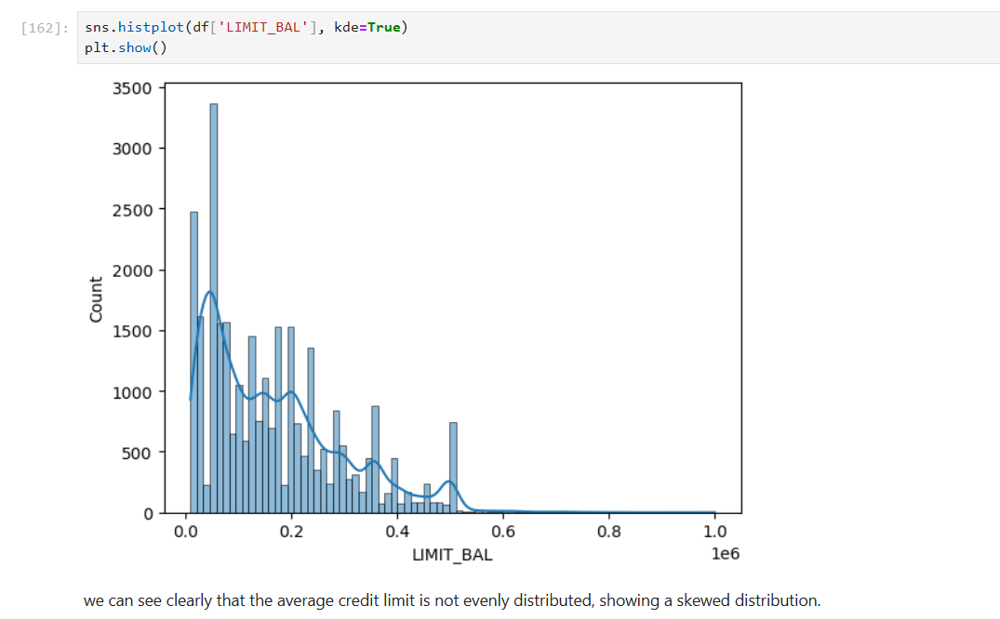 [162]: sns.histplot(df['LIMIT_BAL'], kde=True)
plt.show()
3500
3000
2500
2000
1500
1000
500
0
Count
0.0 0.2 0.4 0.6 0.8 1.0
1e6
LIMIT_BAL
we can see clearly that the average credit limit is not evenly distributed, showing a skewed distribution.